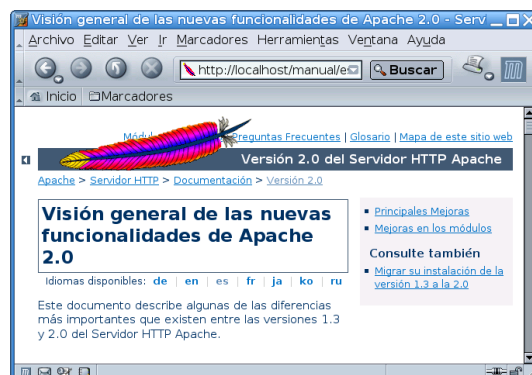 Visión general de las nuevas funcionalidades de Apache 2.0 - Serv
Archivo Editar Ver Ir Marcadores Herramientas Ventana Ayuda
http://localhost/manual/es Buscar
Inicio Marcadores
Preguntas Frecuentes | Glosario | Mapa de este sitio web
Versión 2.0 del Servidor HTTP Apache
Apache > Servidor HTTP > Documentación > Versión 2.0
Visión general de las nuevas
funcionalidades de Apache
2.0
Idiomas disponibles: de | en | es | fr | ja | ko | ru
Este documento describe algunas de las diferencias
más importantes que existen entre las versiones 1.3
y 2.0 del Servidor HTTP Apache.
Principales Mejoras
Mejoras en los módulos
Consulte también
Migrar su instalación de la
versión 1.3 a la 2.0